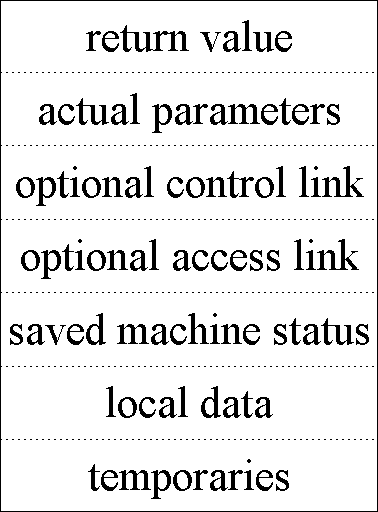 return value
actual parameters
optional control link
optional access link
saved machine status
local data
temporaries